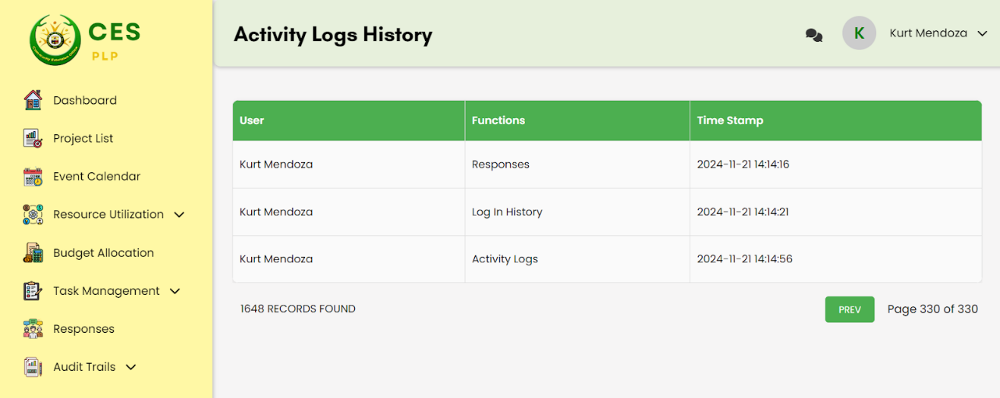 CES
PLP
Community Extension Office
Dashboard
Project List
Event Calendar
Resource Utilization
Budget Allocation
Task Management
Responses
Audit Trails
Activity Logs History
K
Kurt Mendoza
User Functions Time Stamp
Kurt Mendoza Responses 2024-11-21 14:14:16
Kurt Mendoza Log In History 2024-11-21 14:14:21
Kurt Mendoza Activity Logs 2024-11-21 14:14:56
1648 RECORDS FOUND
PREV Page 330 of 330